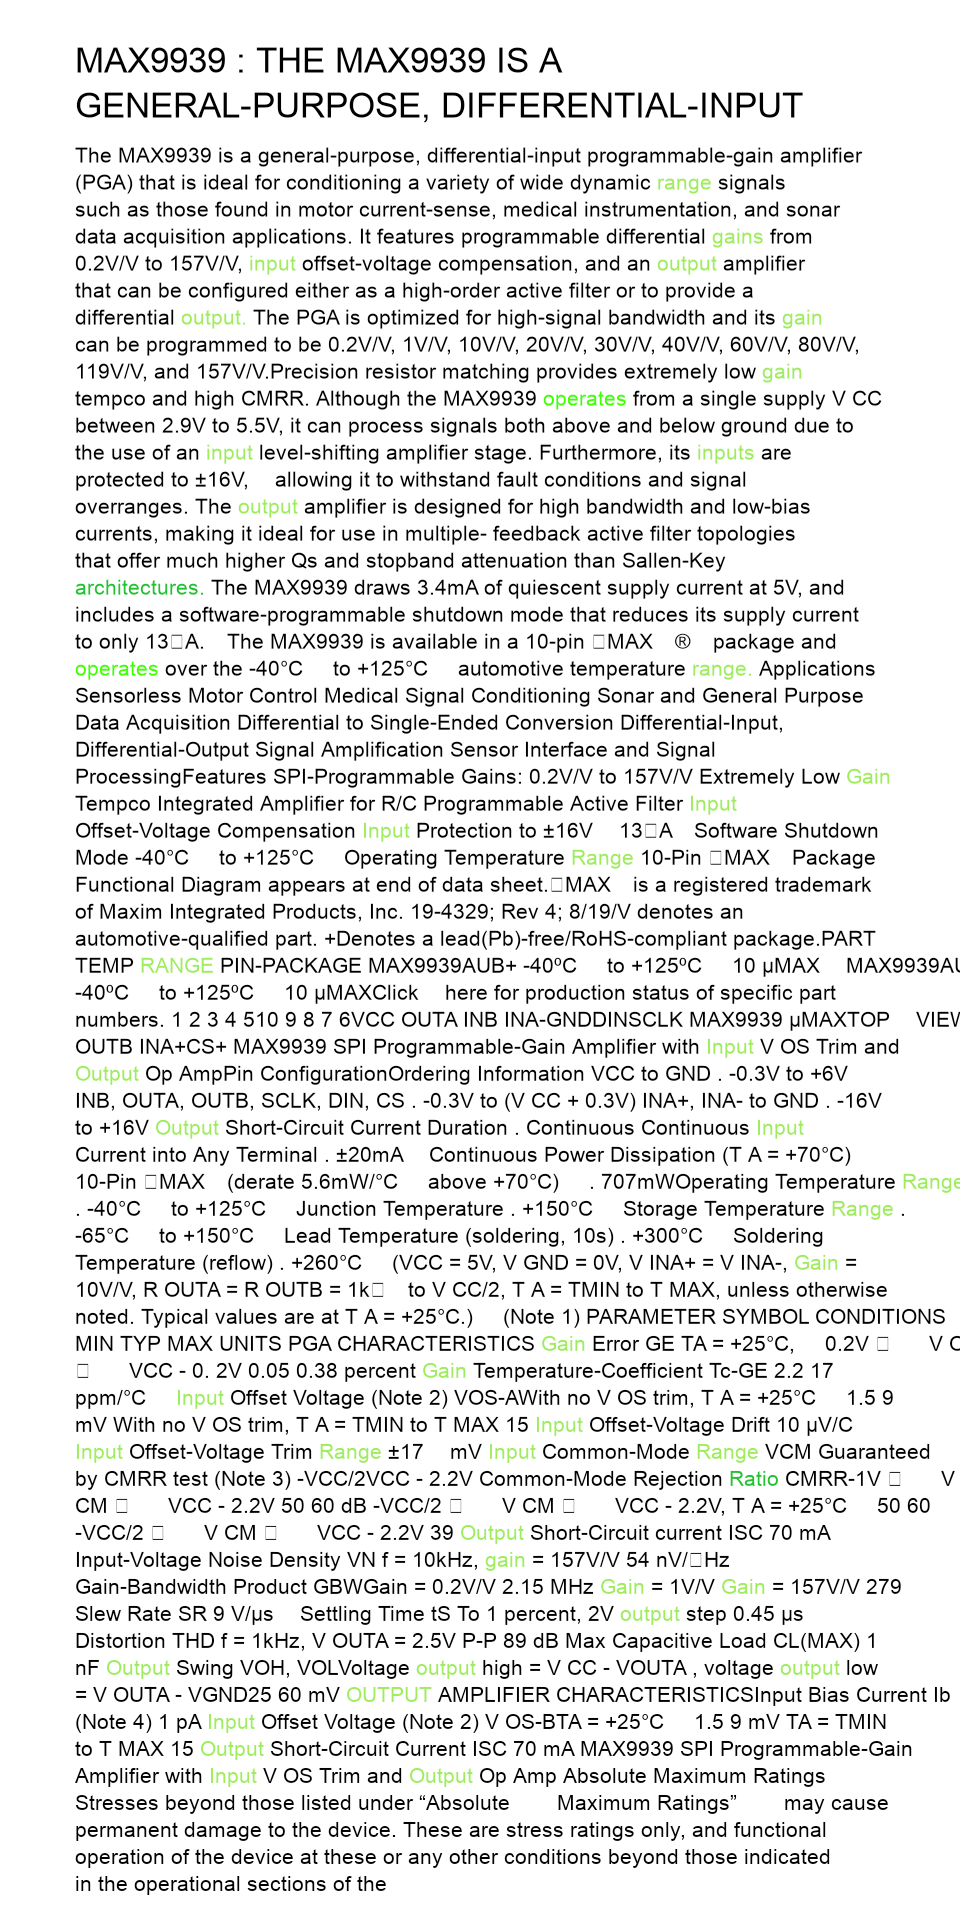 MAX9939 : THE MAX9939 IS A
GENERAL-PURPOSE, DIFFERENTIAL-INPUT
The MAX9939 is a general-purpose, differential-input programmable-gain amplifier
(PGA) that is ideal for conditioning a variety of wide dynamic range signals
such as those found in motor current-sense, medical instrumentation, and sonar
data acquisition applications. It features programmable differential gains from
0.2V/V to 157V/V, input offset-voltage compensation, and an output amplifier
that can be configured either as a high-order active filter or to provide a
differential output. The PGA is optimized for high-signal bandwidth and its gain
can be programmed to be 0.2V/V, 1V/V, 10V/V, 20V/V, 30V/V, 40V/V, 60V/V, 80V/V,
119V/V, and 157V/V.Precision resistor matching provides extremely low gain
tempco and high CMRR. Although the MAX9939 operates from a single supply V CC
between 2.9V to 5.5V, it can process signals both above and below ground due to
the use of an input level-shifting amplifier stage. Furthermore, its inputs are
protected to ±16V, allowing it to withstand fault conditions and signal
overranges. The output amplifier is designed for high bandwidth and low-bias
currents, making it ideal for use in multiple- feedback active filter topologies
that offer much higher Qs and stopband attenuation than Sallen-Key
architectures. The MAX9939 draws 3.4mA of quiescent supply current at 5V, and
includes a software-programmable shutdown mode that reduces its supply current
to only 13□A. The MAX9939 is available in a 10-pin □MAX ® package and
operates over the -40°C to +125°C automotive temperature range. Applications
Sensorless Motor Control Medical Signal Conditioning Sonar and General Purpose
Data Acquisition Differential to Single-Ended Conversion Differential-Input,
Differential-Output Signal Amplification Sensor Interface and Signal
ProcessingFeatures SPI-Programmable Gains: 0.2V/V to 157V/V Extremely Low Gain
Tempco Integrated Amplifier for R/C Programmable Active Filter Input
Offset-Voltage Compensation Input Protection to ±16V 13□A Software Shutdown
Mode -40°C to +125°C Operating Temperature Range 10-Pin □MAX Package
Functional Diagram appears at end of data sheet.□MAX is a registered trademark
of Maxim Integrated Products, Inc. 19-4329; Rev 4; 8/19/V denotes an
automotive-qualified part. +Denotes a lead(Pb)-free/RoHS-compliant package.PART
TEMP RANGE PIN-PACKAGE MAX9939AUB+ -40ºC to +125ºC 10 µMAX MAX9939AU
-40ºC to +125ºC 10 µMAXClick here for production status of specific part
numbers. 1 2 3 4 510 9 8 7 6VCC OUTA INB INA-GNDDINSCLK MAX9939 µMAXTOP VIEW
OUTB INA+CS+ MAX9939 SPI Programmable-Gain Amplifier with Input V OS Trim and
Output Op AmpPin ConfigurationOrdering Information VCC to GND . -0.3V to +6V
INB, OUTA, OUTB, SCLK, DIN, CS . -0.3V to (V CC + 0.3V) INA+, INA- to GND . -16V
to +16V Output Short-Circuit Current Duration . Continuous Continuous Input
Current into Any Terminal . ±20mA Continuous Power Dissipation (T A = +70°C)
10-Pin □MAX (derate 5.6mW/°C above +70°C) . 707mWOperating Temperature Range
. -40°C to +125°C Junction Temperature . +150°C Storage Temperature Range .
-65°C to +150°C Lead Temperature (soldering, 10s) . +300°C Soldering
Temperature (reflow) . +260°C (VCC = 5V, V GND = 0V, V INA+ = V INA-, Gain =
10V/V, R OUTA = R OUTB = 1k□ to V CC/2, T A = TMIN to T MAX, unless otherwise
noted. Typical values are at T A = +25°C.) (Note 1) PARAMETER SYMBOL CONDITIONS
MIN TYP MAX UNITS PGA CHARACTERISTICS Gain Error GE TA = +25°C, 0.2V □ V O
□ VCC - 0. 2V 0.05 0.38 percent Gain Temperature-Coefficient Tc-GE 2.2 17
ppm/°C Input Offset Voltage (Note 2) VOS-AWith no V OS trim, T A = +25°C 1.5 9
mV With no V OS trim, T A = TMIN to T MAX 15 Input Offset-Voltage Drift 10 µV/C
Input Offset-Voltage Trim Range ±17 mV Input Common-Mode Range VCM Guaranteed
by CMRR test (Note 3) -VCC/2VCC - 2.2V Common-Mode Rejection Ratio CMRR-1V □ V
CM □ VCC - 2.2V 50 60 dB -VCC/2 □ V CM □ VCC - 2.2V, T A = +25°C 50 60
-VCC/2 □ V CM □ VCC - 2.2V 39 Output Short-Circuit current ISC 70 mA
Input-Voltage Noise Density VN f = 10kHz, gain = 157V/V 54 nV/□Hz
Gain-Bandwidth Product GBWGain = 0.2V/V 2.15 MHz Gain = 1V/V Gain = 157V/V 279
Slew Rate SR 9 V/µs Settling Time tS To 1 percent, 2V output step 0.45 µs
Distortion THD f = 1kHz, V OUTA = 2.5V P-P 89 dB Max Capacitive Load CL(MAX) 1
nF Output Swing VOH, VOLVoltage output high = V CC - VOUTA , voltage output low
= V OUTA - VGND25 60 mV OUTPUT AMPLIFIER CHARACTERISTICSInput Bias Current Ib
(Note 4) 1 pA Input Offset Voltage (Note 2) V OS-BTA = +25°C 1.5 9 mV TA = TMIN
to T MAX 15 Output Short-Circuit Current ISC 70 mA MAX9939 SPI Programmable-Gain
Amplifier with Input V OS Trim and Output Op Amp Absolute Maximum Ratings
Stresses beyond those listed under “Absolute Maximum Ratings” may cause
permanent damage to the device. These are stress ratings only, and functional
operation of the device at these or any other conditions beyond those indicated
in the operational sections of the